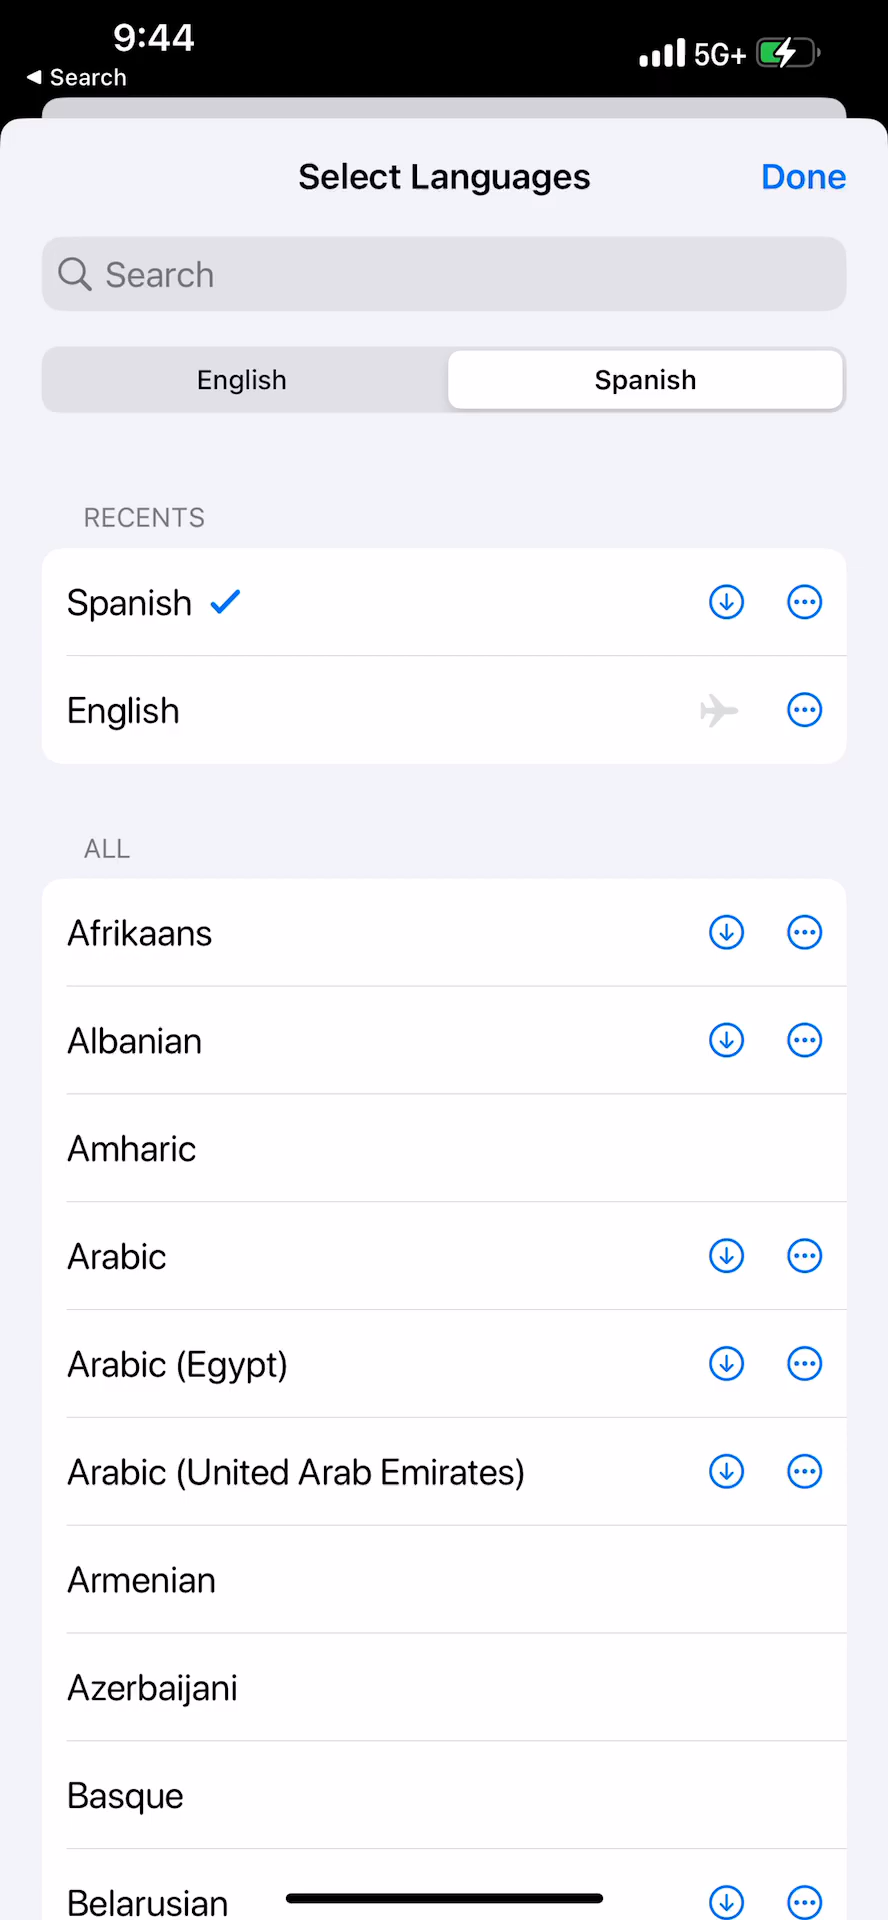 9:44
5G+
◀ Search
Select Languages
Done
Search
English
Spanish
RECENTS
Spanish
English
ALL
Afrikaans
Albanian
Amharic
Arabic
Arabic (Egypt)
Arabic (United Arab Emirates)
Armenian
Azerbaijani
Basque
Belarusian